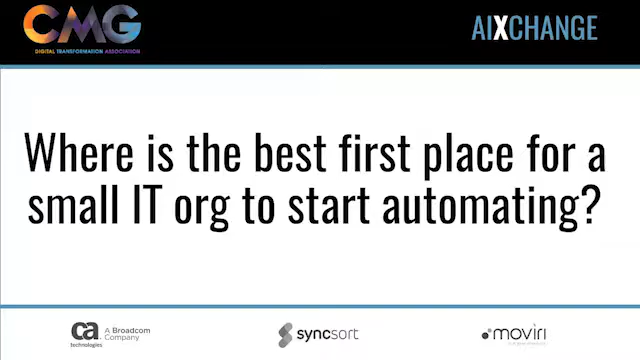 CMG
DIGITAL TRANSFORMATION ASSOCIATION
AIXCHANGE
Where is the best first place for a
small IT org to start automating?
ca technologies
A Broadcom
Company
syncsort
moviri